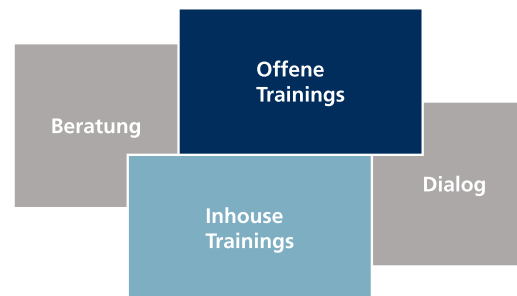 Offene
Trainings
Beratung
Dialog
Inhouse
Trainings